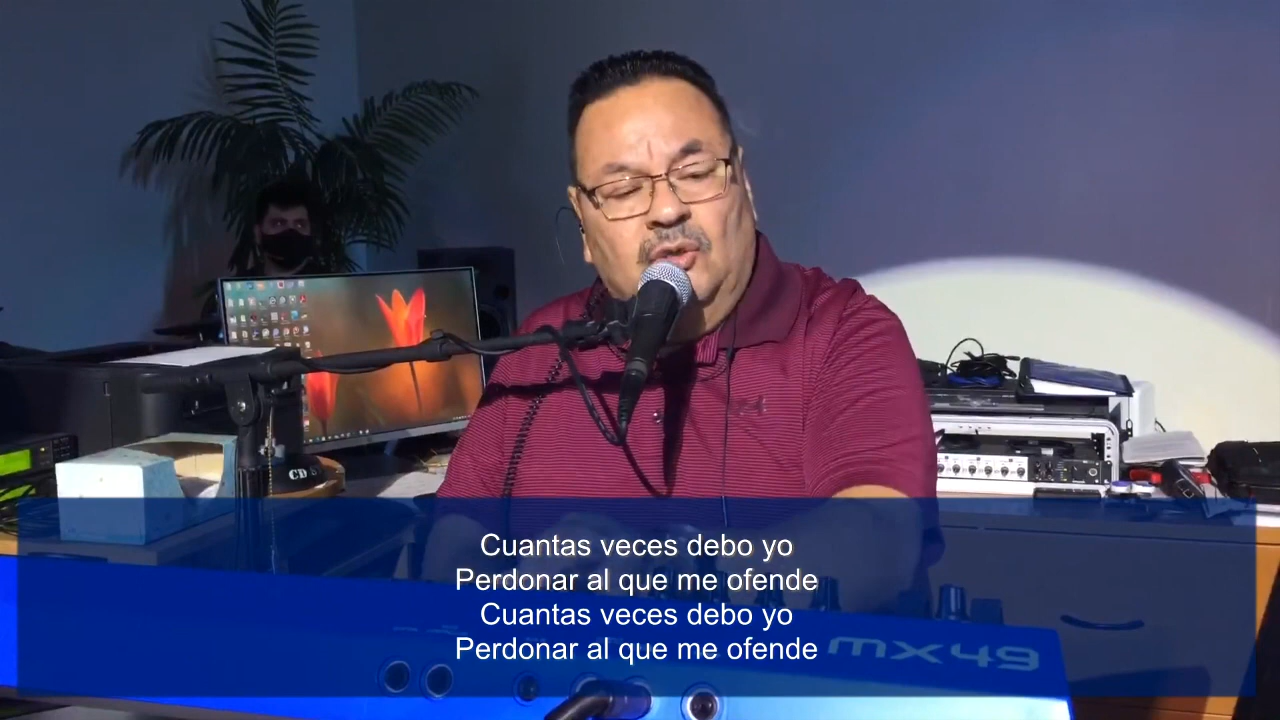 CD
Cuantas veces debo yo
Perdonar al que me ofende
Cuantas veces debo yo
Perdonar al que me ofende
mx49